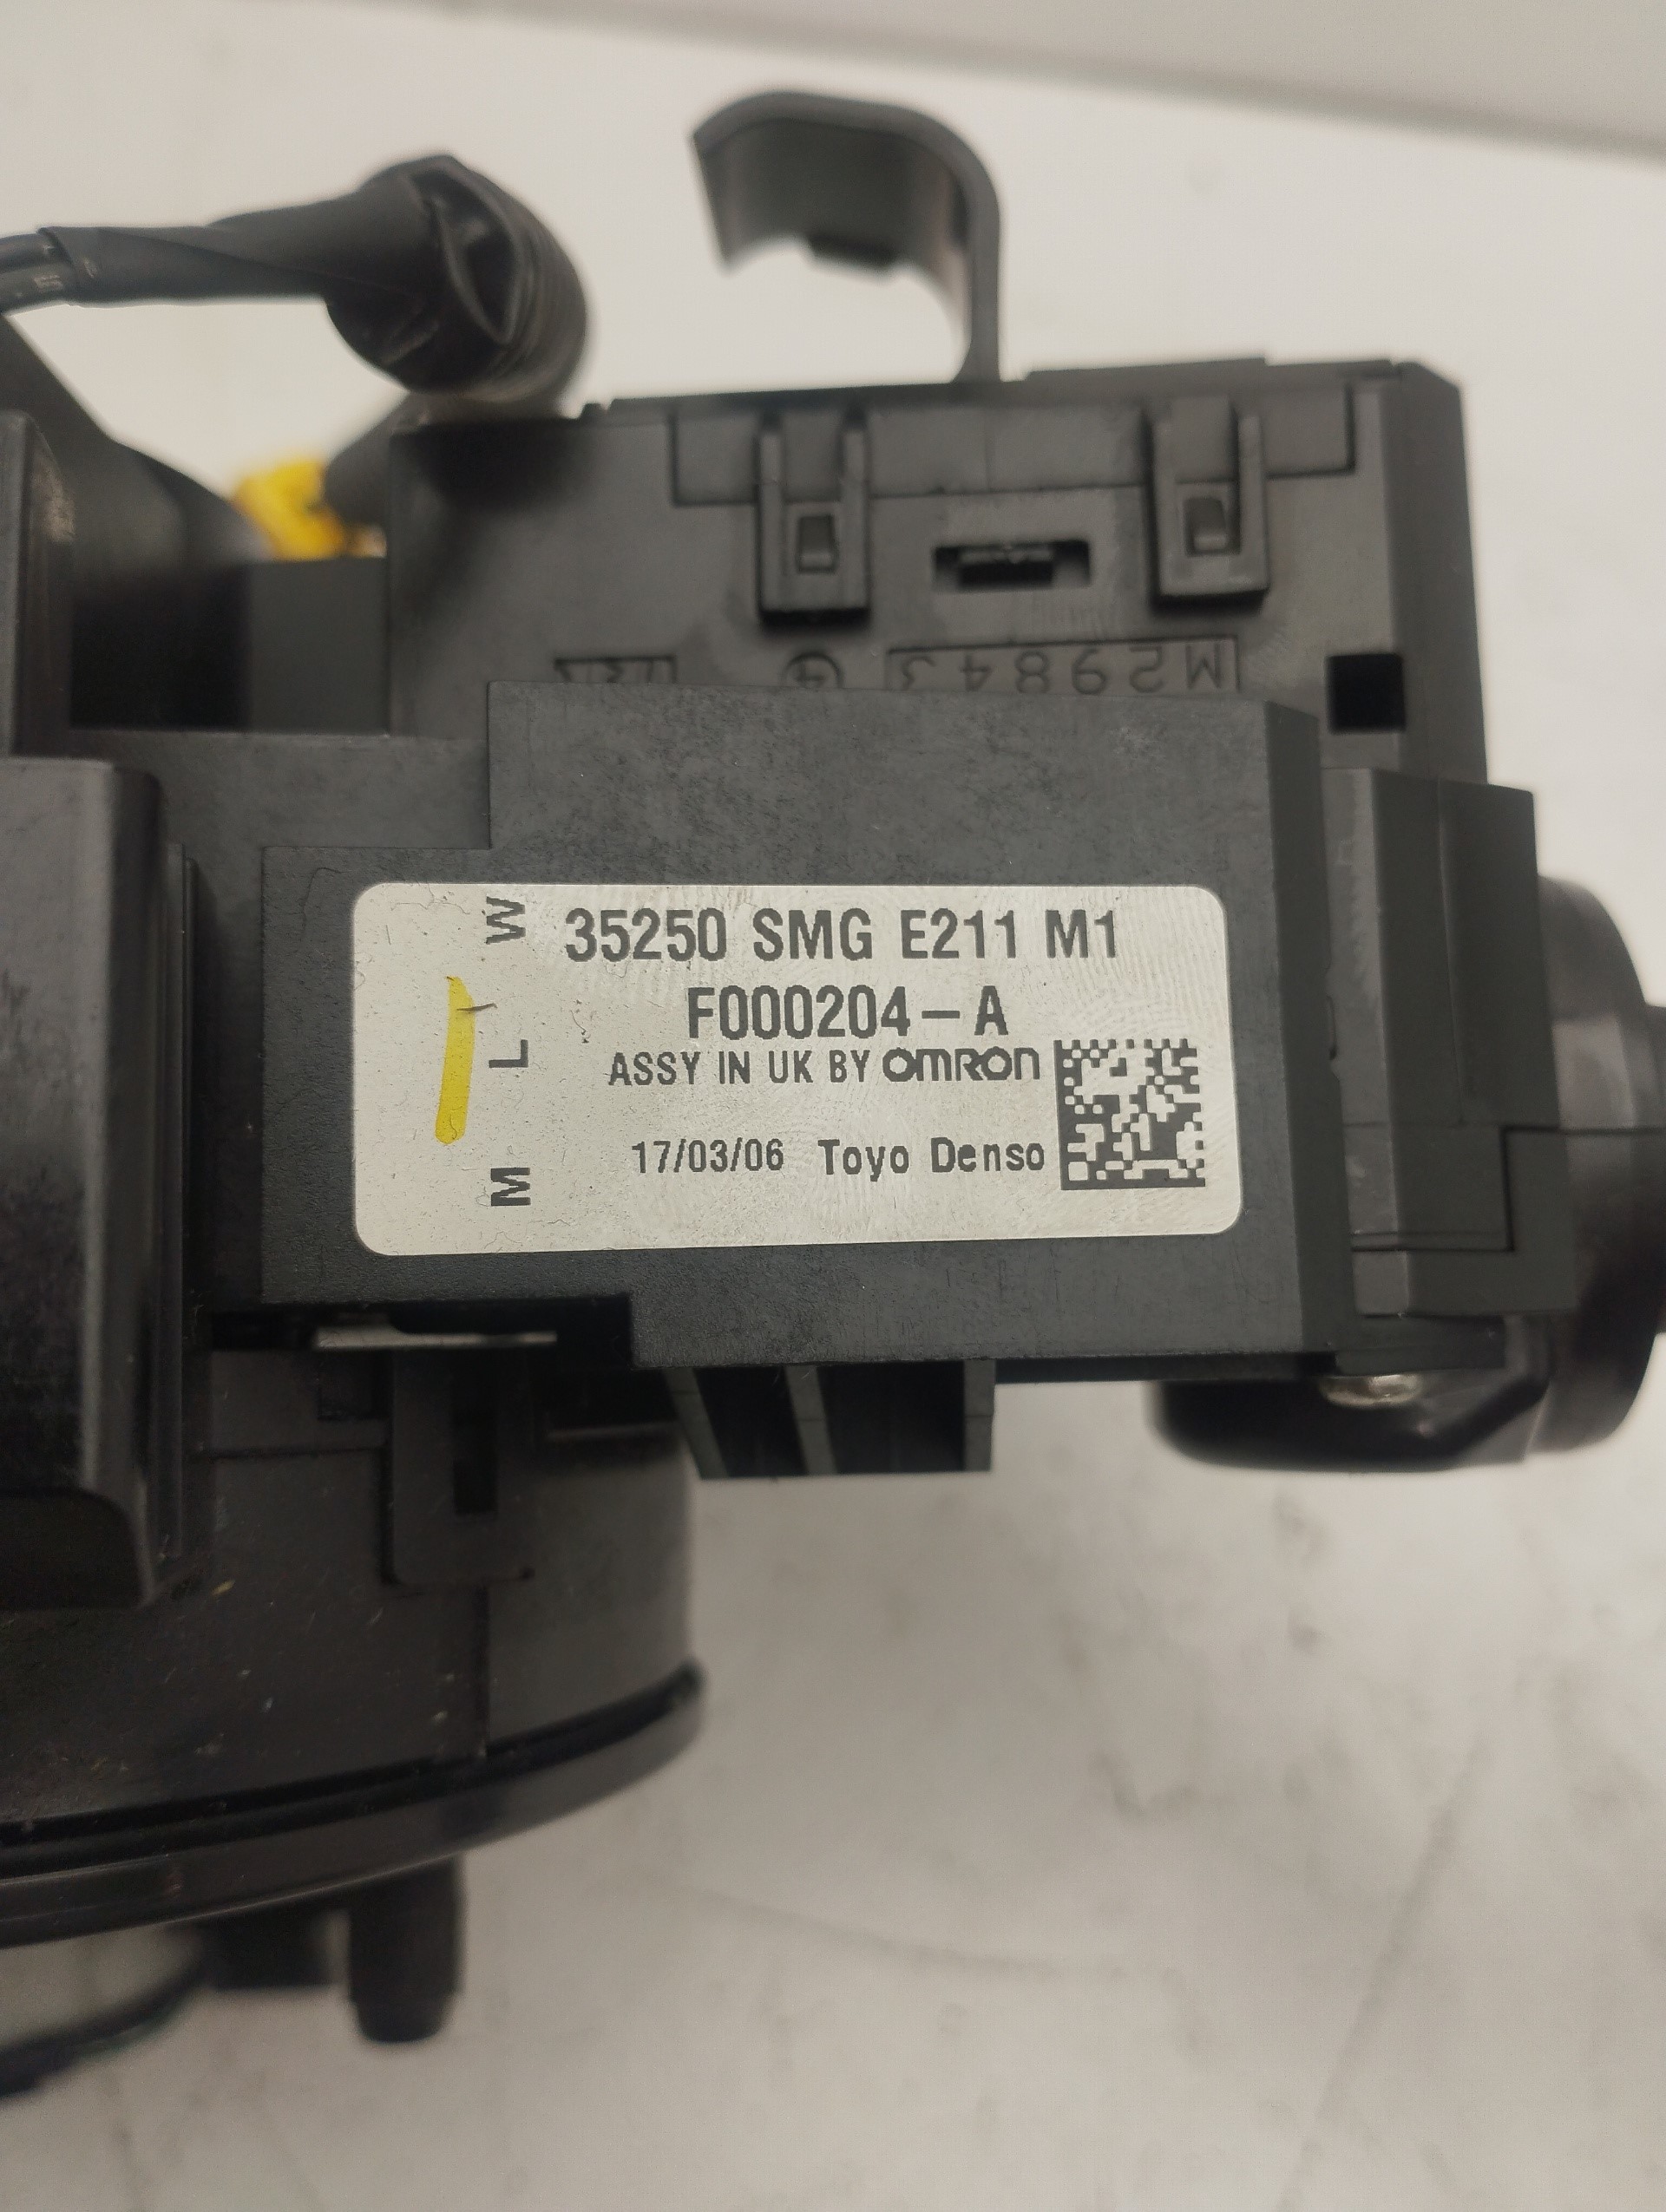 M29843
35250 SMG E211 M1
F000204-A
ASSY IN UK BY OMRON
17/03/06 Toyo Denso
W
L
M